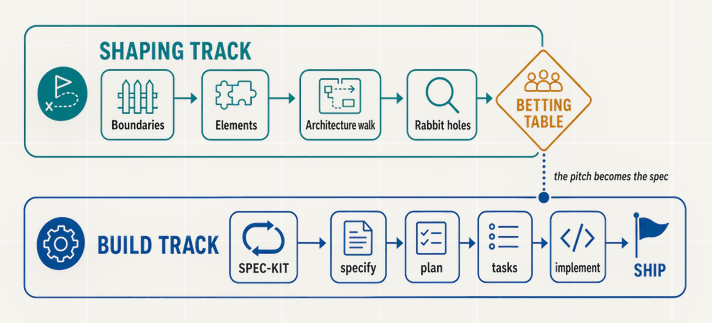 SHAPING TRACK
Boundaries
Elements
Architecture walk
Rabbit holes
BETTING
TABLE
the pitch becomes the spec
BUILD TRACK
SPEC-KIT
specify
plan
tasks
implement
SHIP